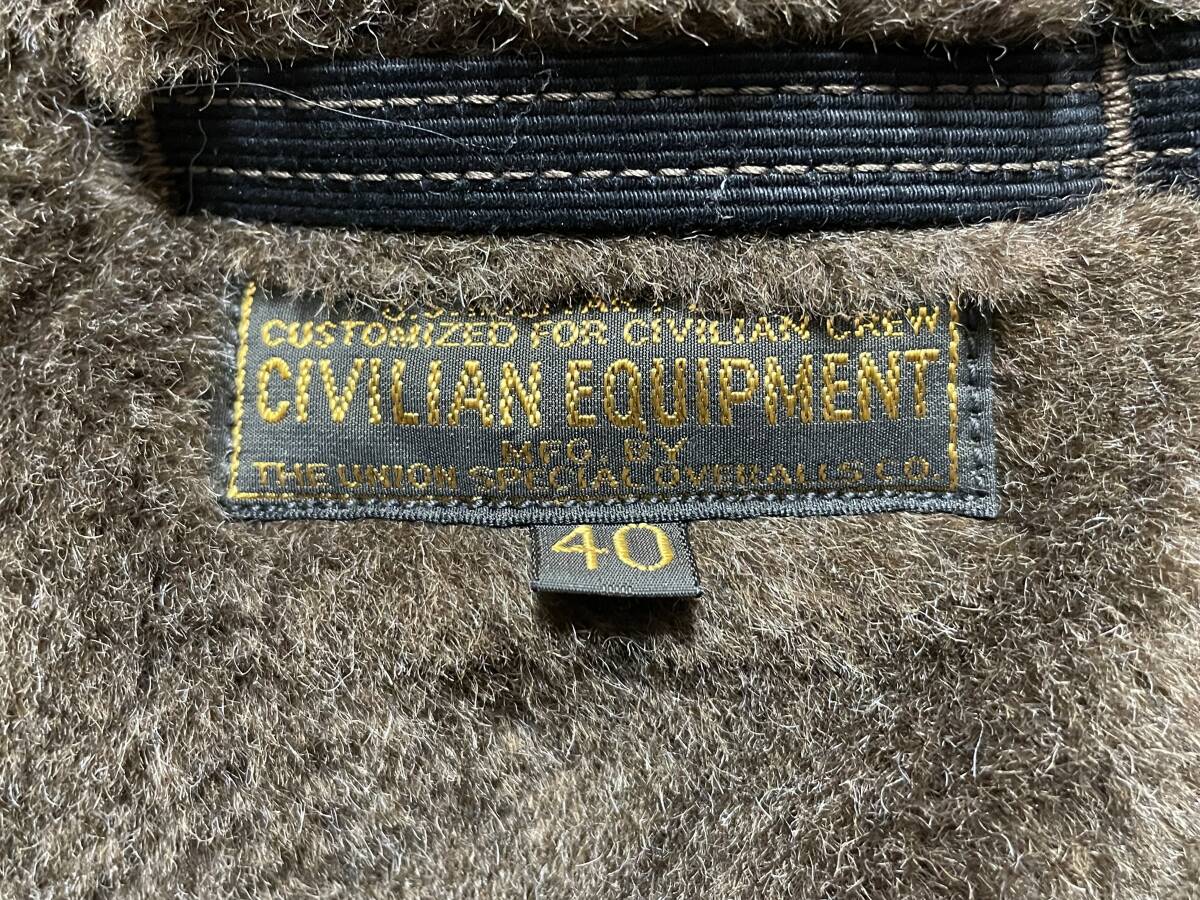 CUSTOMIZED FOR CIVILIAN CREW
CIVILIAN EQUIPMENT
MFG. BY
THE UNION SPECIAL OVERALLS CO.
40